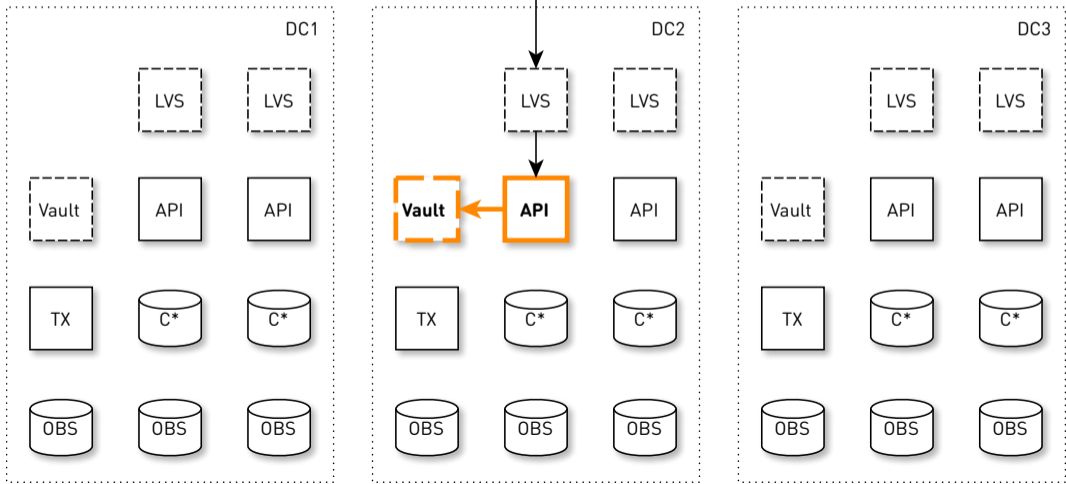 DC1
LVS LVS
Vault API API
TX C* C*
OBS OBS OBS
DC2
LVS LVS
Vault API API
TX C* C*
OBS OBS OBS
DC3
LVS LVS
Vault API API
TX C* C*
OBS OBS OBS